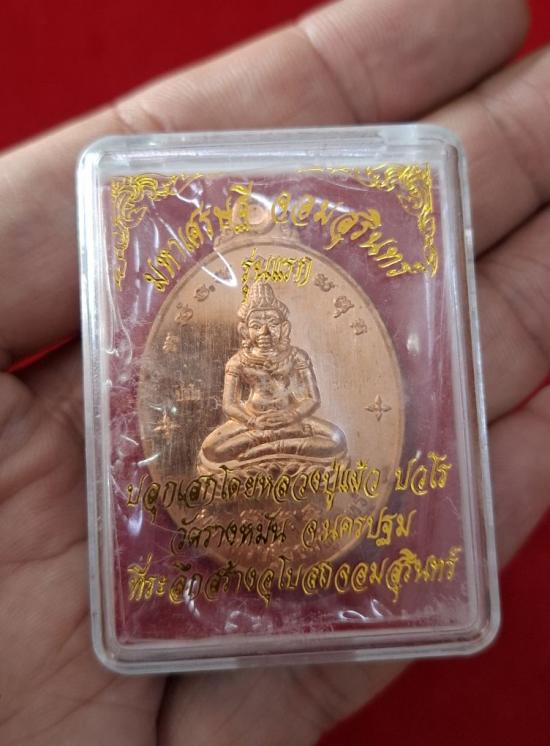 มหาเศรษฐี จอมสุรินทร์
รุ่นแรก
ปลุกเสกโดยหลวงปู่แผ้ว ปวโร
วัดรางหมัน จ.นครปฐม
ที่ระลึกสร้างอุโบสถจอมสุรินทร์